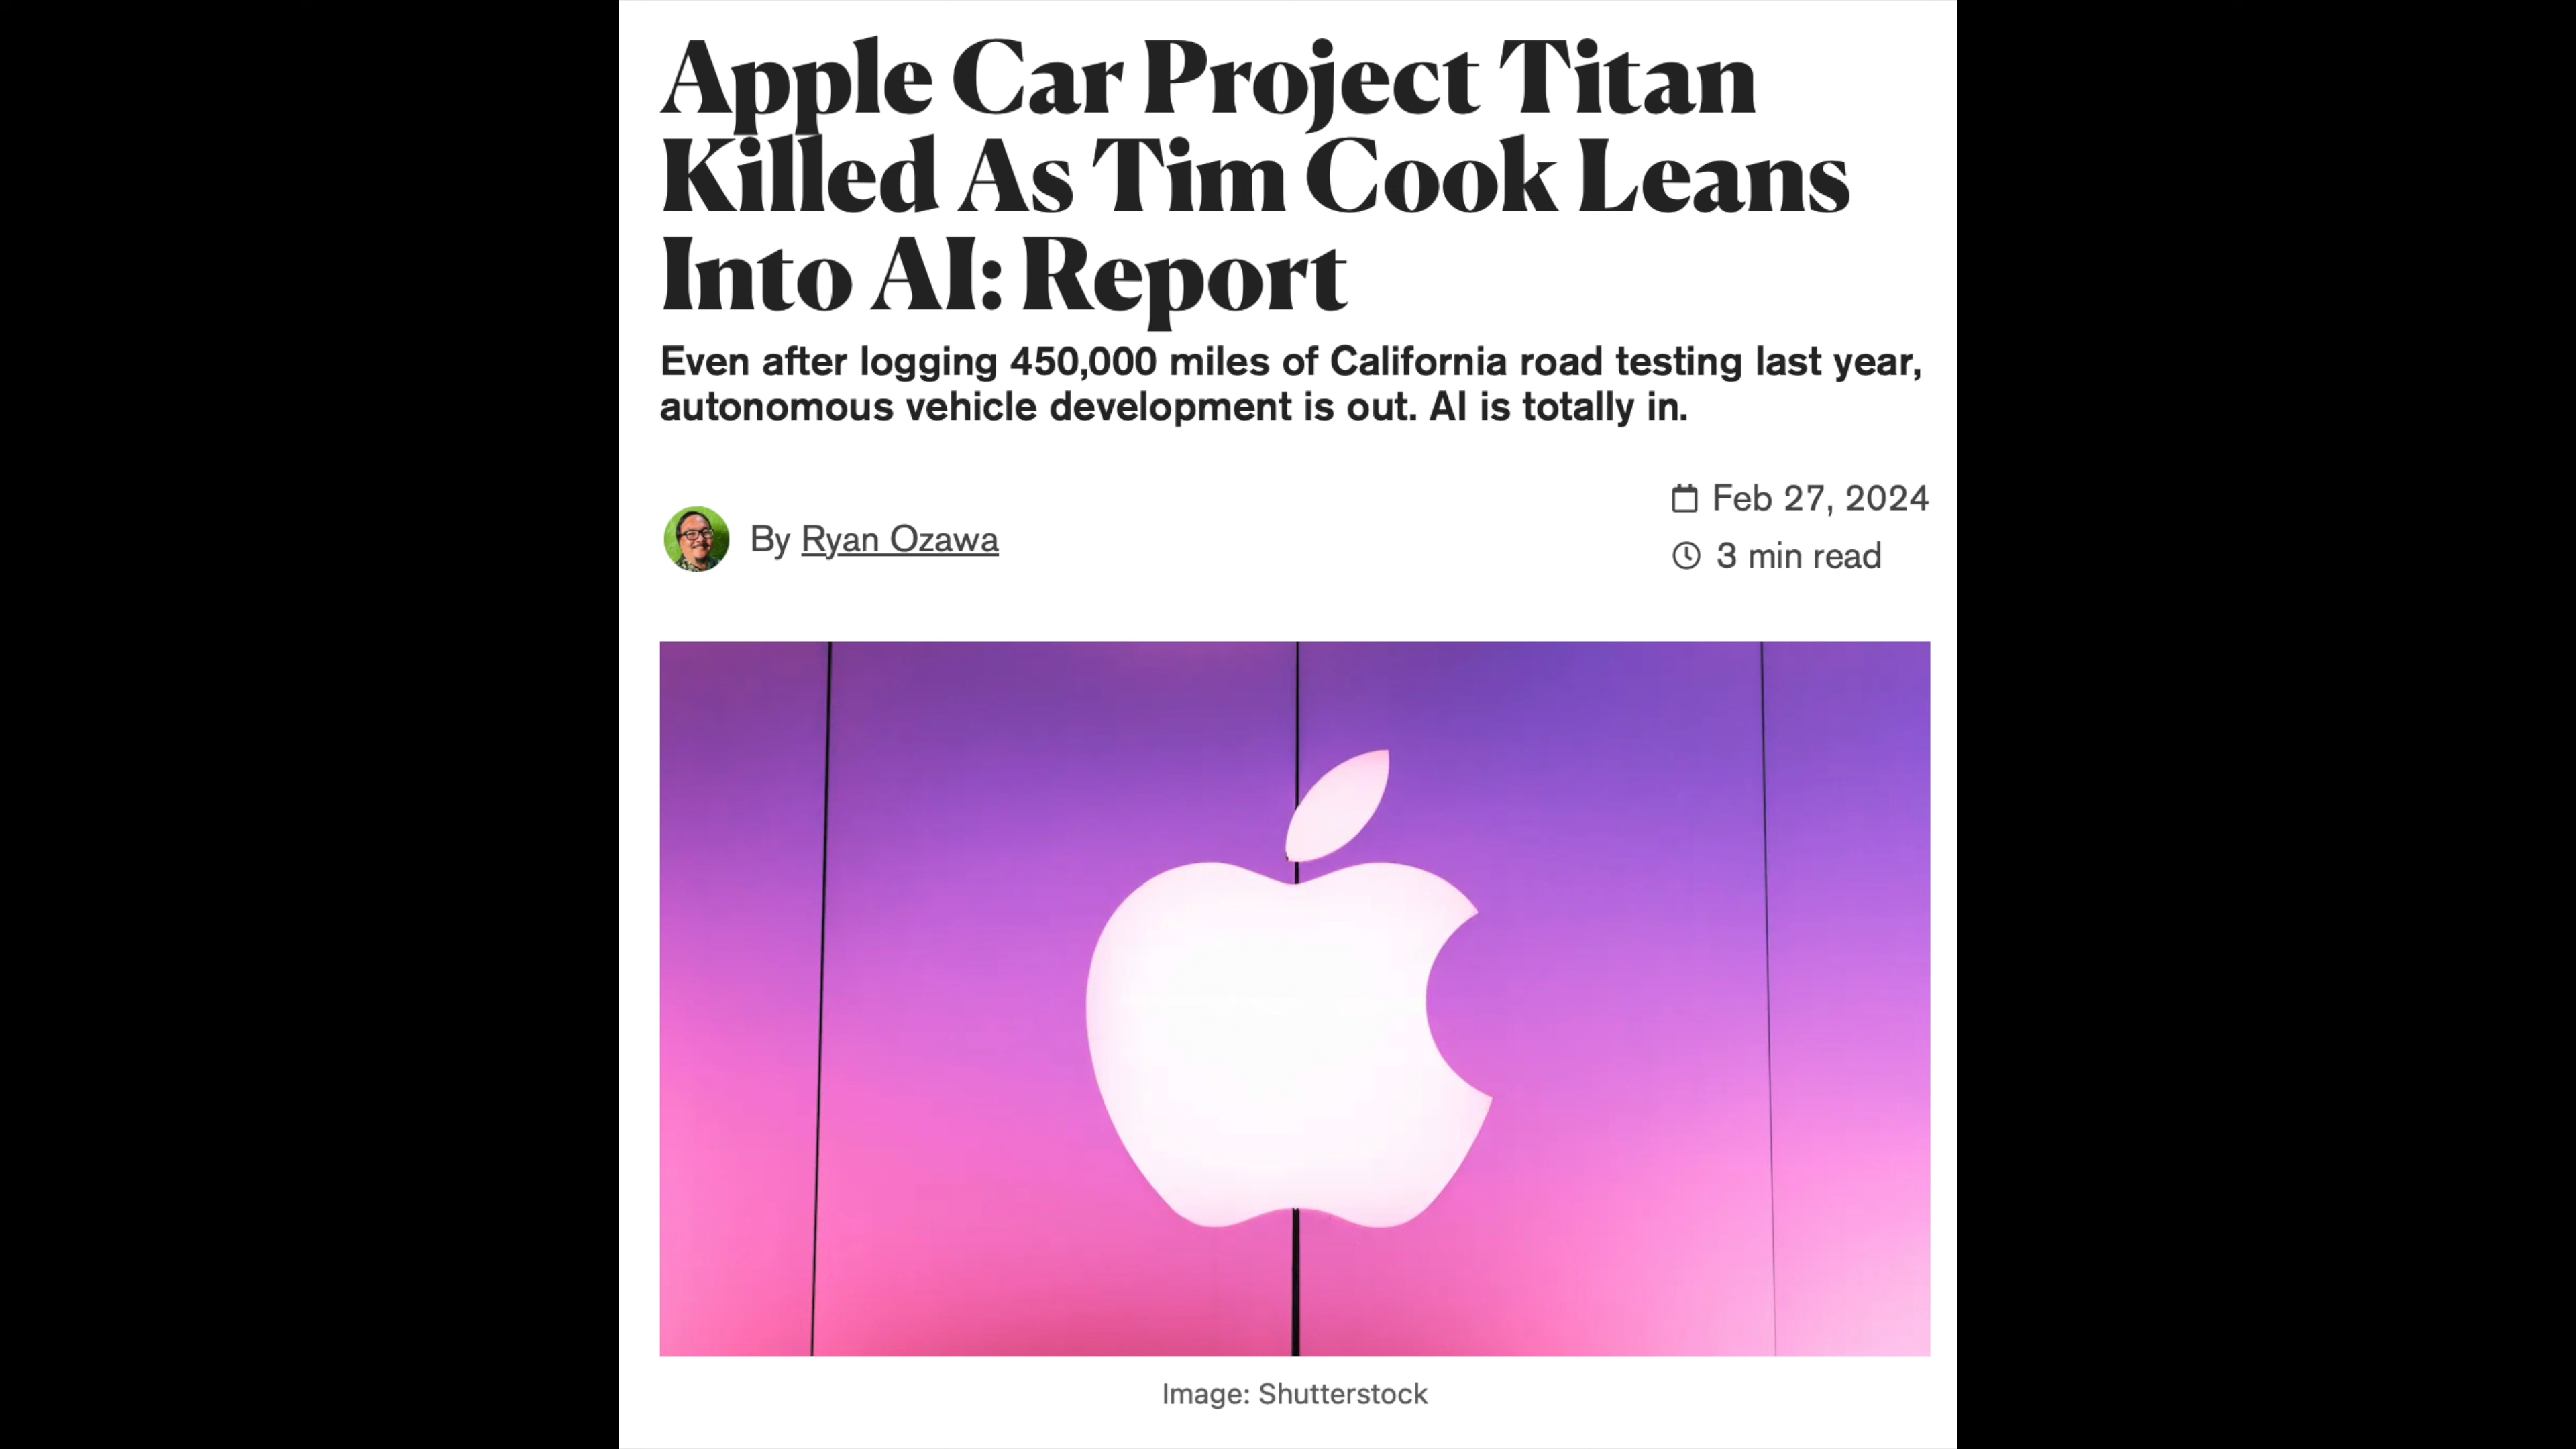 Apple Car Project Titan
Killed As Tim Cook Leans
Into AI: Report
Even after logging 450,000 miles of California road testing last year,
autonomous vehicle development is out. AI is totally in.
By Ryan Ozawa
Feb 27, 2024
3 min read
Image: Shutterstock